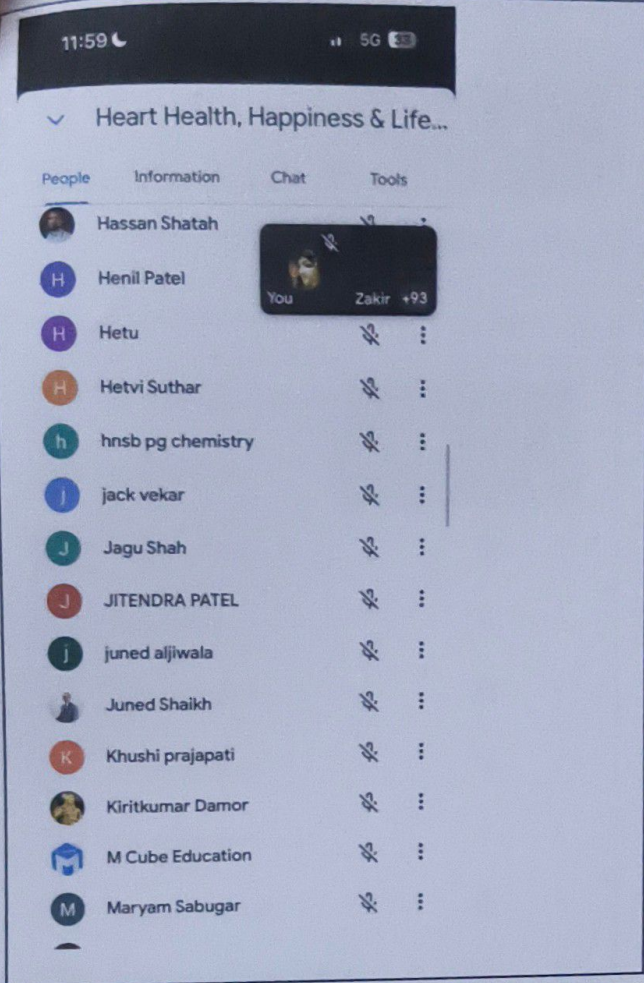 11:59
5G 33
Heart Health, Happiness & Life...
People Information Chat Tools
Hassan Shatah
H Henil Patel
You Zakir +93
H Hetu
H Hetvi Suthar
h hnsb pg chemistry
j jack vekar
J Jagu Shah
J JITENDRA PATEL
j juned aljiwala
Juned Shaikh
K Khushi prajapati
Kiritkumar Damor
M Cube Education
M Maryam Sabugar